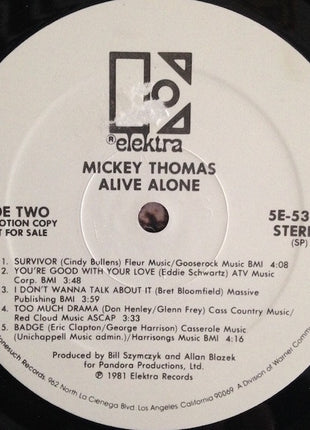 ® elektra
MICKEY THOMAS
ALIVE ALONE
DE TWO
OTION COPY
T FOR SALE
5E-53
STERE
(SP)
1. SURVIVOR (Cindy Bullens) Fleur Music/Gooserock Music BMI 4:08
2. YOU'RE GOOD WITH YOUR LOVE (Eddie Schwartz) ATV Music
Corp. BMI 3:48
3. I DON'T WANNA TALK ABOUT IT (Bret Bloomfield) Massive
Publishing BMI 3:59
4. TOO MUCH DRAMA (Don Henley/Glenn Frey) Cass Country Music/
Red Cloud Music ASCAP 3:33
5. BADGE (Eric Clapton/George Harrison) Casserole Music
(Unichappell Music admin.)/Harrisongs Music BMI 4:16
Produced by Bill Szymczyk and Allan Blazek
for Pandora Productions, Ltd.
℗ 1981 Elektra Records
onesuch Records, 962 North La Cienega Blvd., Los Angeles, California 90069 · A Division of Warner Commu